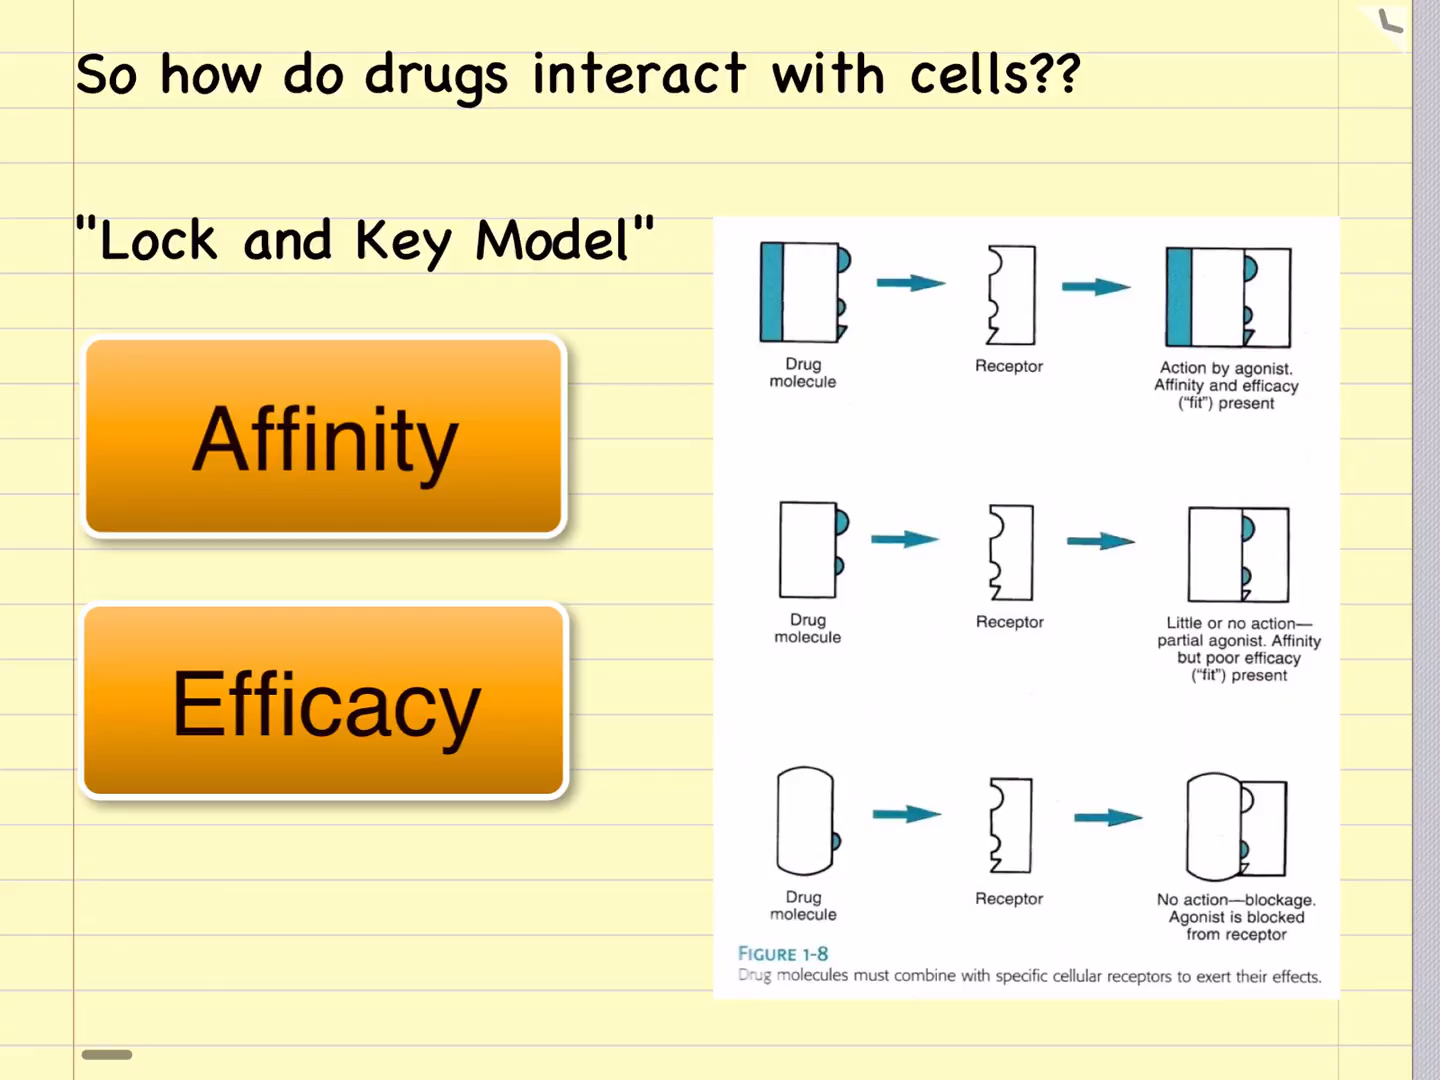 So how do drugs interact with cells??
"Lock and Key Model"
Affinity
Efficacy
Drug
molecule
Receptor
Action by agonist.
Affinity and efficacy
("fit") present
Drug
molecule
Receptor
Little or no action—
partial agonist. Affinity
but poor efficacy
("fit") present
Drug
molecule
Receptor
No action—blockage.
Agonist is blocked
from receptor
FIGURE 1-8
Drug molecules must combine with specific cellular receptors to exert their effects.